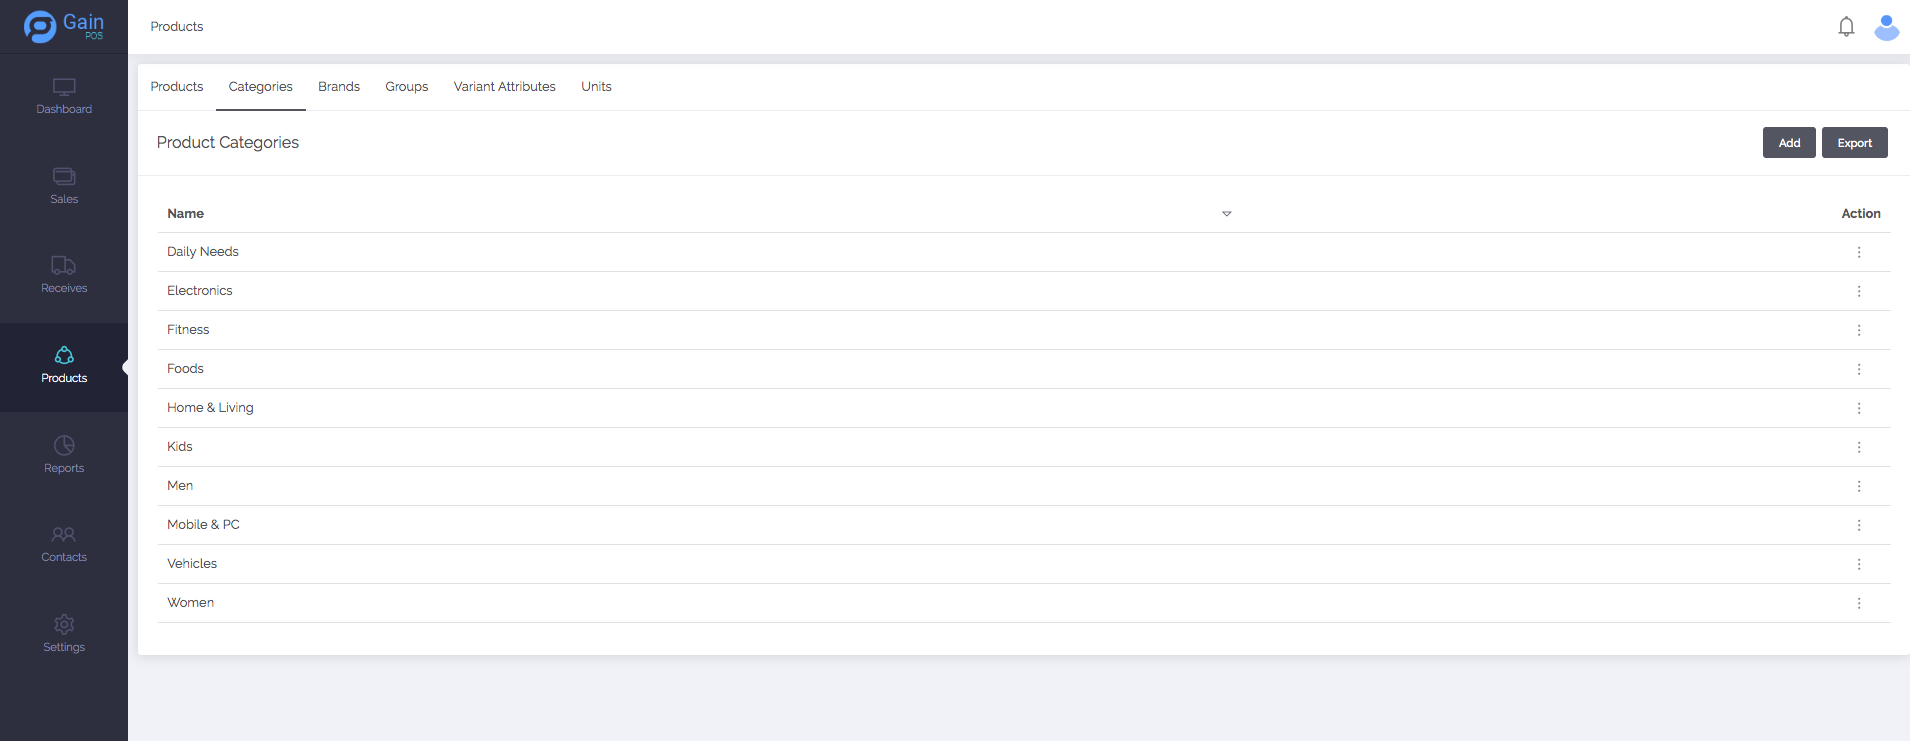 Gain
POS
Products
Dashboard
Sales
Receives
Products
Reports
Contacts
Settings
Products Categories Brands Groups Variant Attributes Units
Product Categories
Add Export
Name Action
Daily Needs
Electronics
Fitness
Foods
Home & Living
Kids
Men
Mobile & PC
Vehicles
Women